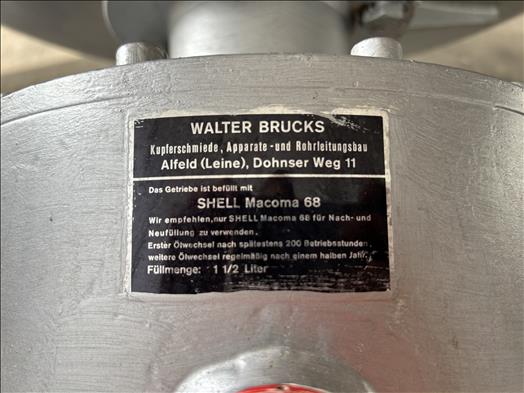 WALTER BRUCKS
Kupferschmiede, Apparate-und Rohrleitungsbau
Alfeld (Leine), Dohnser Weg 11
Das Getriebe ist befüllt mit
SHELL Macoma 68
Wir empfehlen,nur SHELL Macoma 68 für Nach- und
Neufüllung zu verwenden.
Erster Ölwechsel nach spätestens 200 Betriebsstunden,
weitere Ölwechsel regelmäßig nach einem halben Jahr.
Füllmenge: 1 1/2 Liter